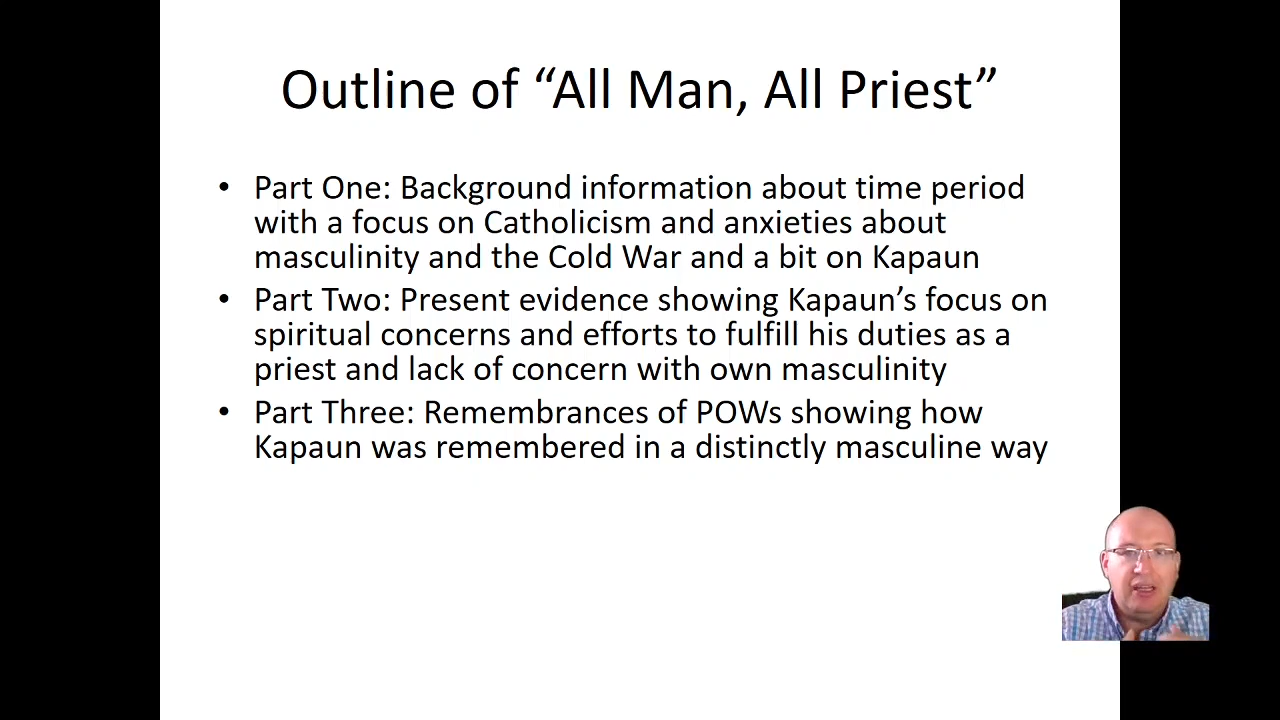 Outline of “All Man, All Priest”
• Part One: Background information about time period
with a focus on Catholicism and anxieties about
masculinity and the Cold War and a bit on Kapaun
• Part Two: Present evidence showing Kapaun’s focus on
spiritual concerns and efforts to fulfill his duties as a
priest and lack of concern with own masculinity
• Part Three: Remembrances of POWs showing how
Kapaun was remembered in a distinctly masculine way